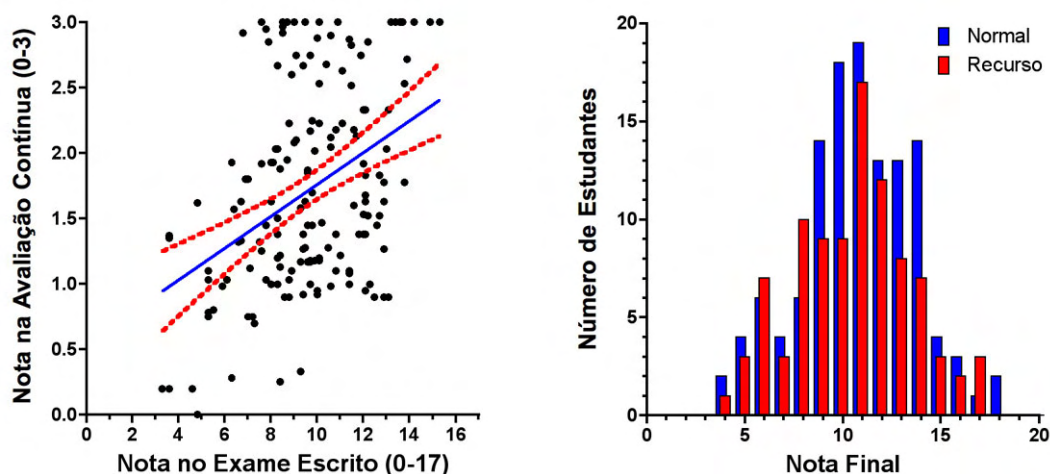 Nota na Avaliação Contínua (0-3)
3.0
2.5
2.0
1.5
1.0
0.5
0.0
0 2 4 6 8 10 12 14 16
Nota no Exame Escrito (0-17)
Número de Estudantes
20
15
10
5
0
0 5 10 15 20
Nota Final
Normal
Recurso